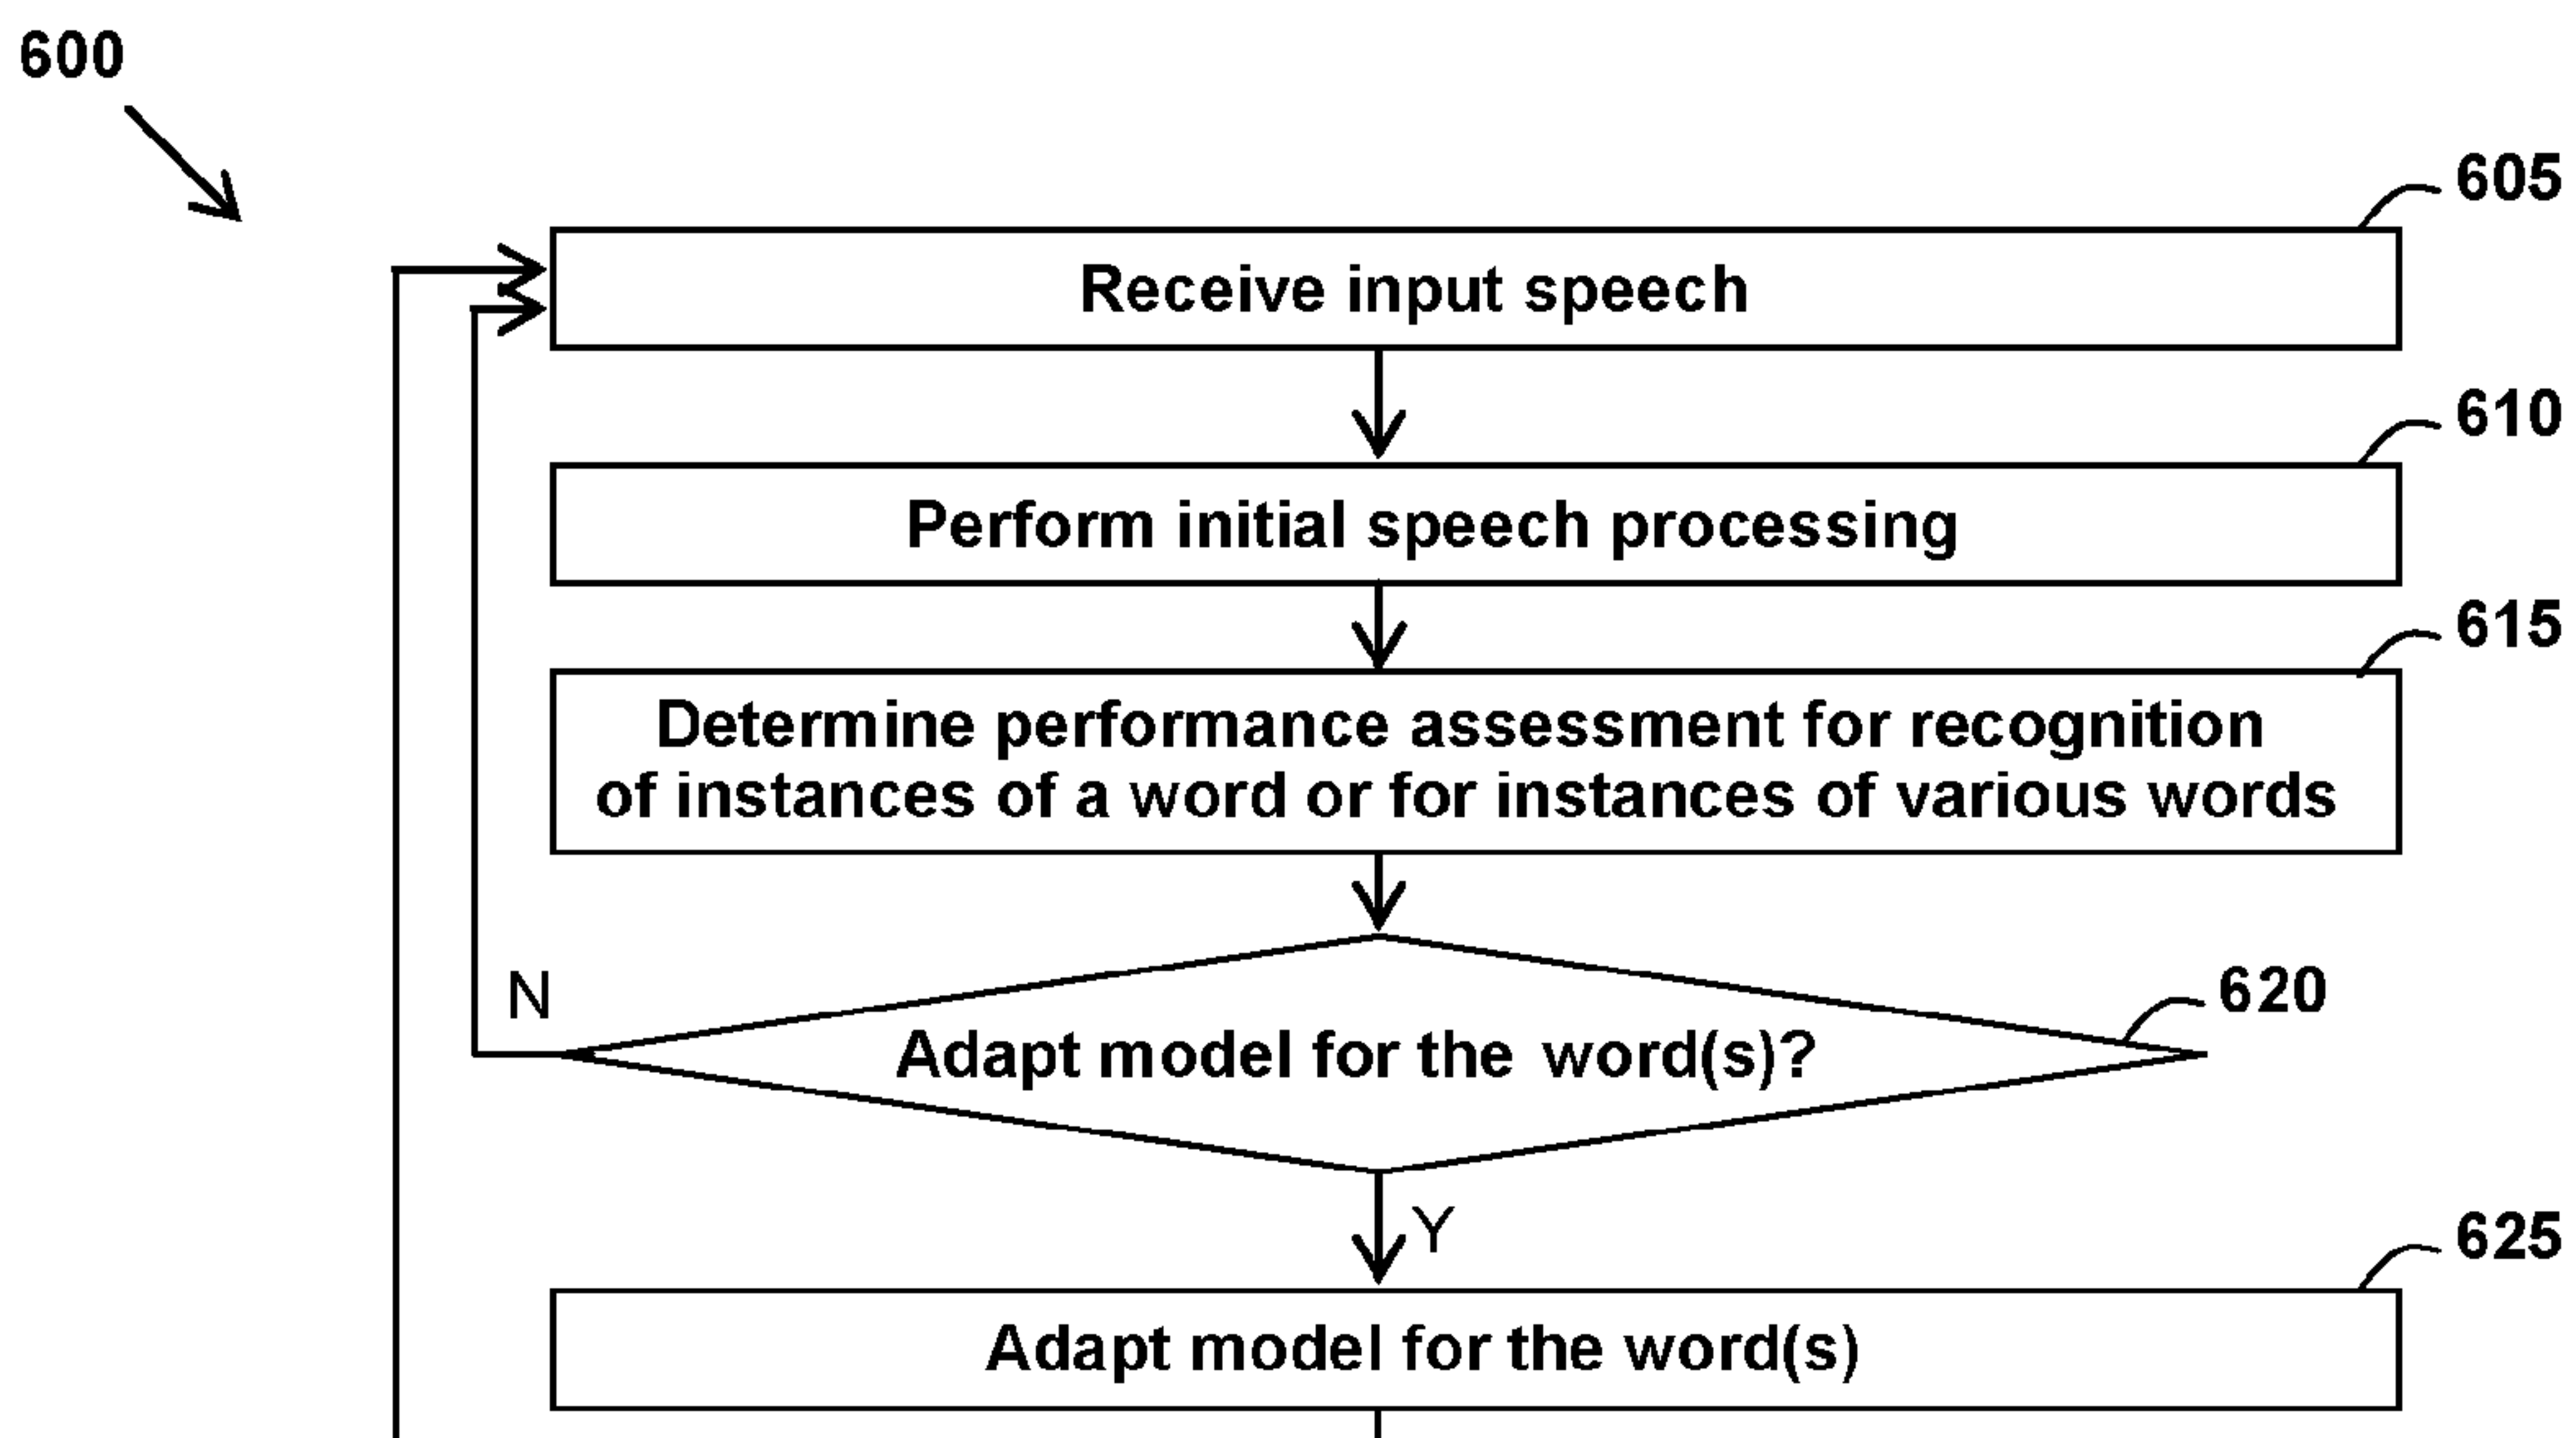 600
605
Receive input speech
610
Perform initial speech processing
615
Determine performance assessment for recognition
of instances of a word or for instances of various words
N
620
Adapt model for the word(s)?
Y
625
Adapt model for the word(s)